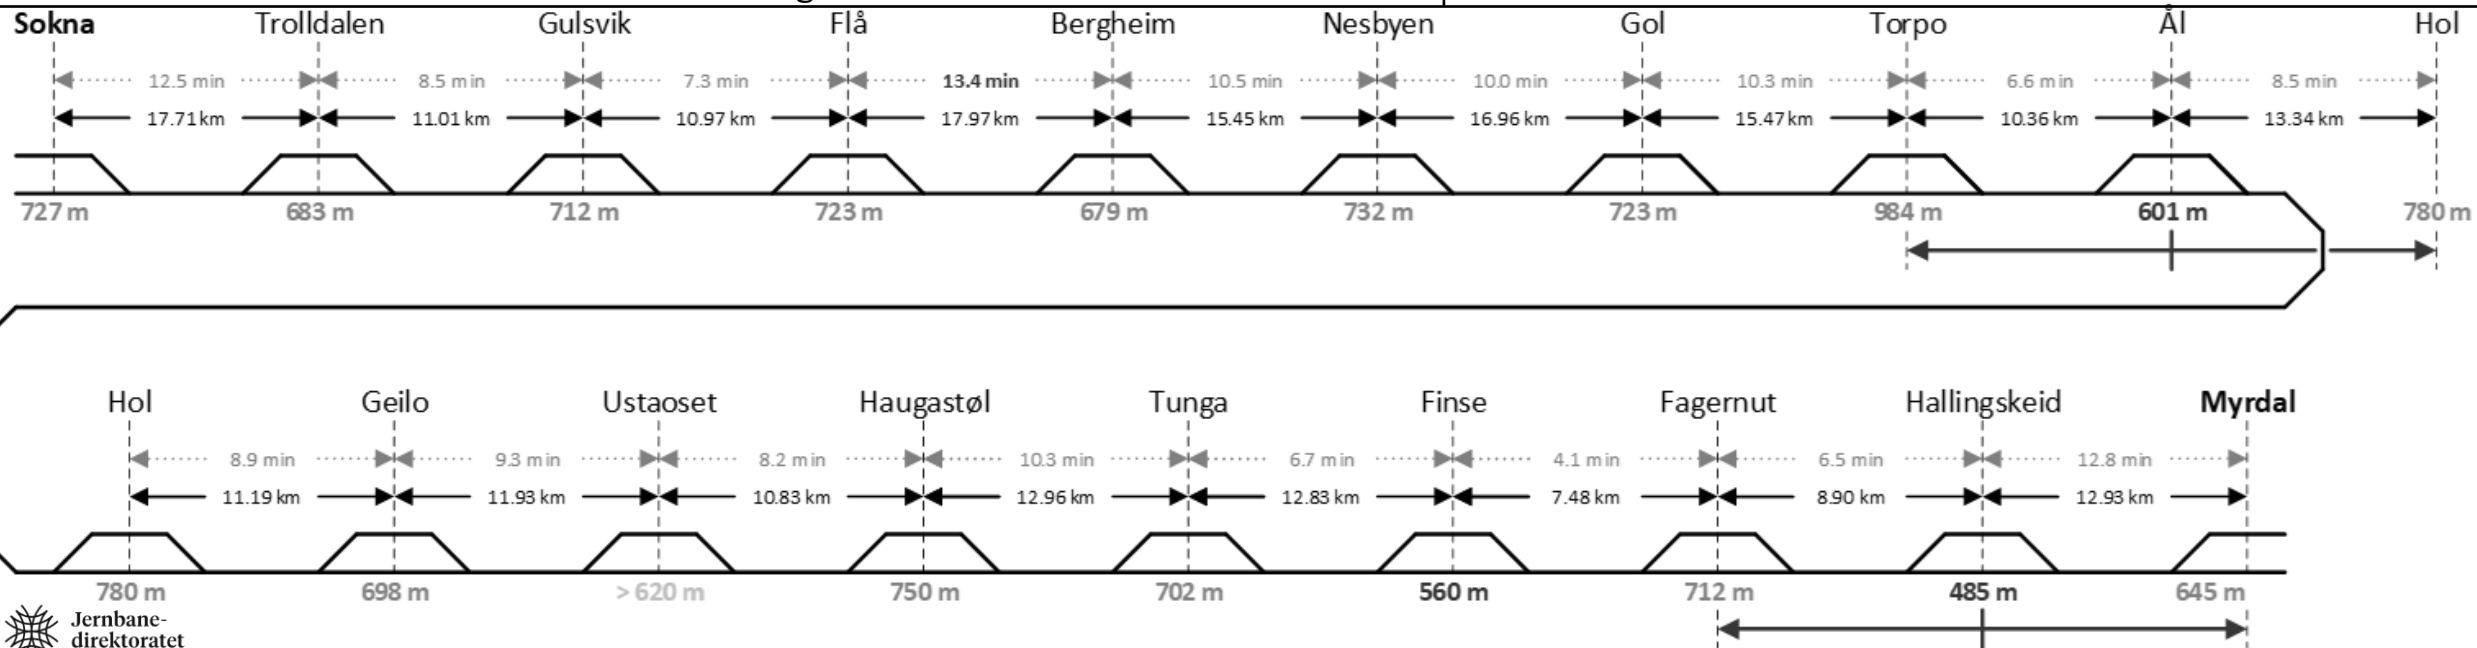 Sokna Trolldalen Gulsvik Flå Bergheim Nesbyen Gol Torpo Ål Hol
12.5 min 8.5 min 7.3 min 13.4 min 10.5 min 10.0 min 10.3 min 6.6 min 8.5 min
17.71 km 11.01 km 10.97 km 17.97 km 15.45 km 16.96 km 15.47 km 10.36 km 13.34 km
727 m 683 m 712 m 723 m 679 m 732 m 723 m 984 m 601 m 780 m
Hol Geilo Ustaoset Haugastøl Tunga Finse Fagernut Hallingskeid Myrdal
8.9 min 9.3 min 8.2 min 10.3 min 6.7 min 4.1 min 6.5 min 12.8 min
11.19 km 11.93 km 10.83 km 12.96 km 12.83 km 7.48 km 8.90 km 12.93 km
780 m 698 m > 620 m 750 m 702 m 560 m 712 m 485 m 645 m
Jernbane-
direktoratet